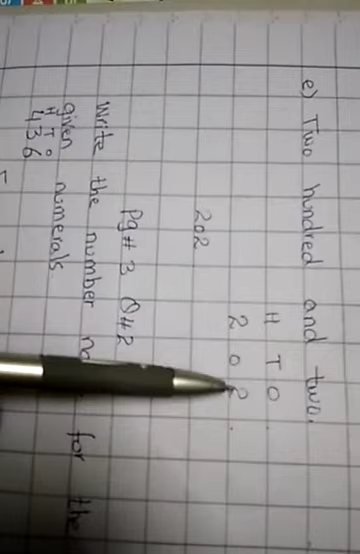 e) Two hundred and two.
H T O
2 0 2
202
Pg# 3 Q#2
Write the number for the
given numerals.
H T O
4 3 6